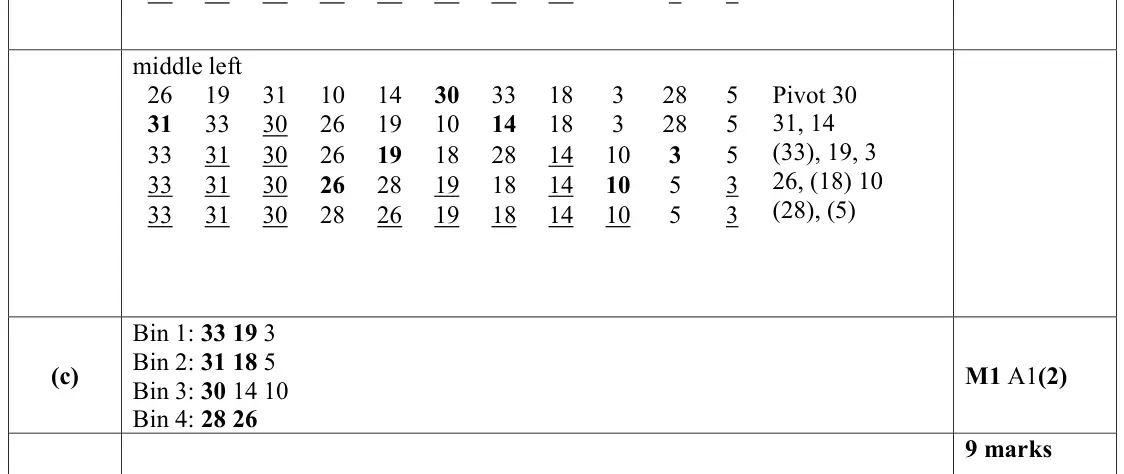 middle left
26 19 31 10 14 30 33 18 3 28 5 Pivot 30
31 33 30 26 19 10 14 18 3 28 5 31, 14
33 31 30 26 19 18 28 14 10 3 5 (33), 19, 3
33 31 30 26 28 19 18 14 10 5 3 26, (18) 10
33 31 30 28 26 19 18 14 10 5 3 (28), (5)
(c)
Bin 1: 33 19 3
Bin 2: 31 18 5
Bin 3: 30 14 10
Bin 4: 28 26
M1 A1(2)
9 marks